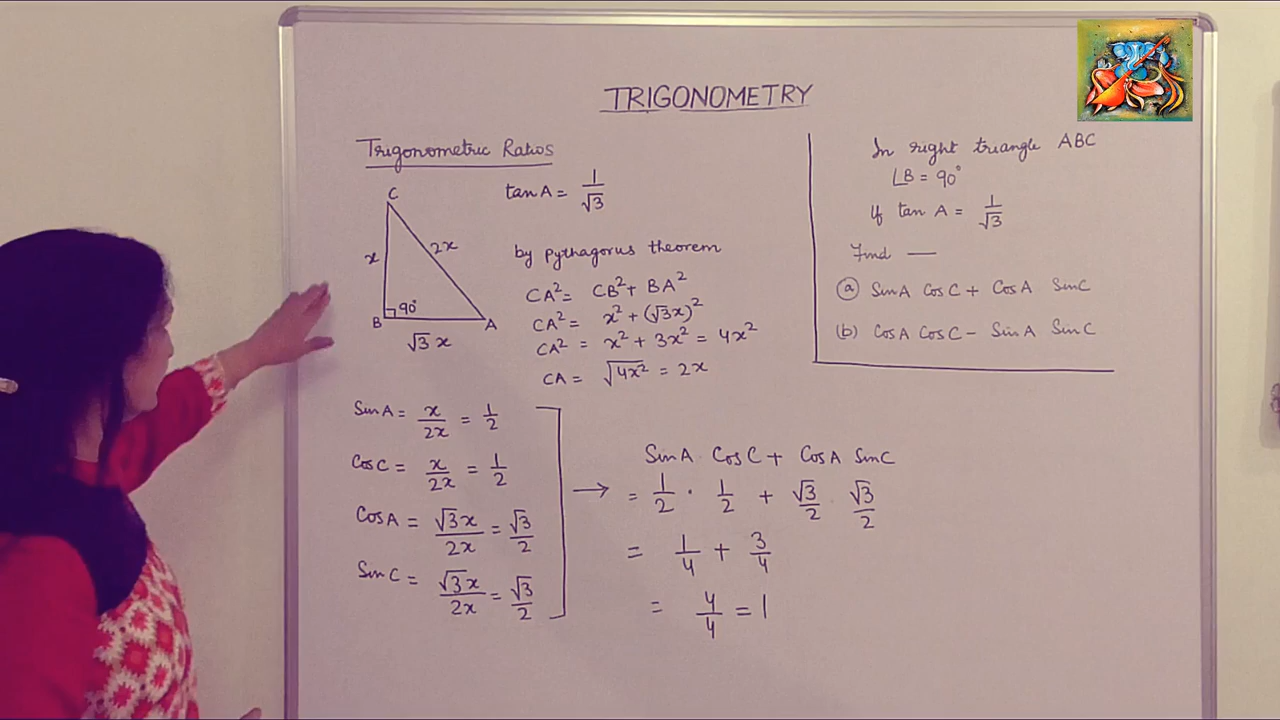 TRIGONOMETRY
Trigonometric Ratios
C
x
2x
90°
B
A
√3 x
tan A = 1/√3
by pythagorus theorem
CA² = CB² + BA²
CA² = x² + (√3x)²
CA² = x² + 3x² = 4x²
CA = √4x² = 2x
Sin A = x/2x = 1/2
Cos C = x/2x = 1/2
Cos A = √3x/2x = √3/2
Sin C = √3x/2x = √3/2
→
Sin A . Cos C + Cos A Sin C
= 1/2 . 1/2 + √3/2 . √3/2
= 1/4 + 3/4
= 4/4 = 1
In right triangle ABC
∠B = 90°
If tan A = 1/√3
Find —
(a) Sin A Cos C + Cos A Sin C
(b) Cos A Cos C - Sin A Sin C